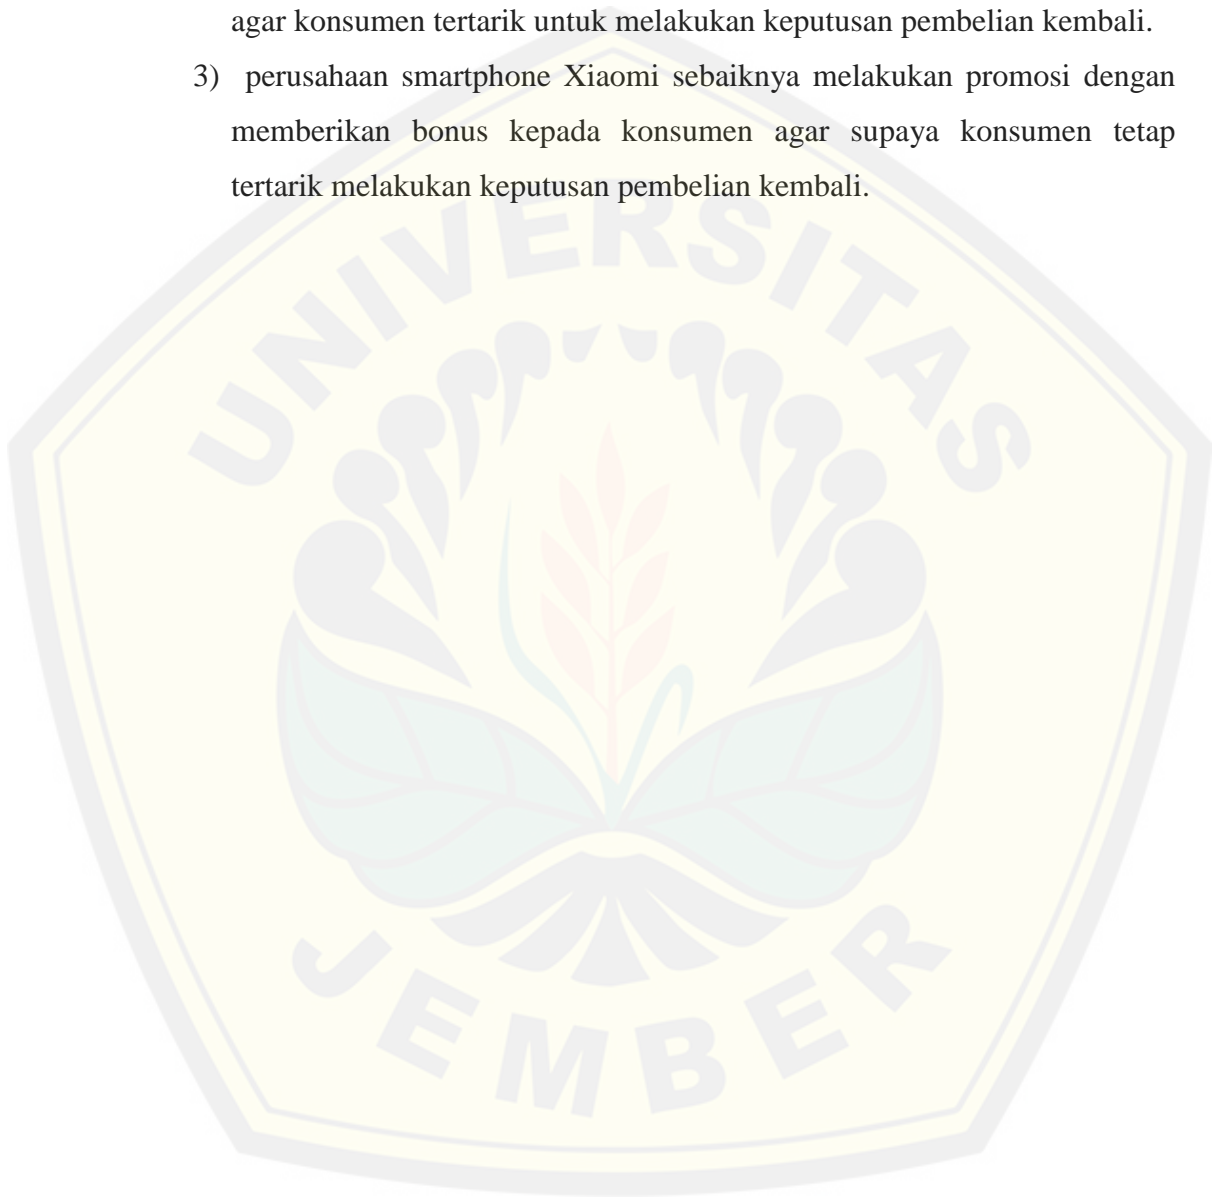 agar konsumen tertarik untuk melakukan keputusan pembelian kembali.
3) perusahaan smartphone Xiaomi sebaiknya melakukan promosi dengan
memberikan bonus kepada konsumen agar supaya konsumen tetap
tertarik melakukan keputusan pembelian kembali.
UNIVERSITAS
JEMBER